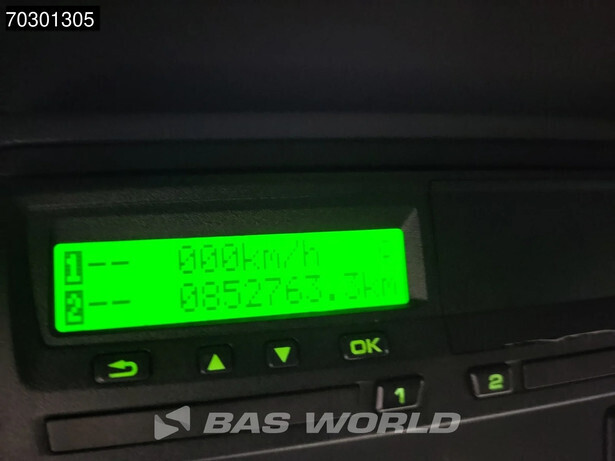 70301305
1 -- 000km/h
2 -- 0852763.3km
OK
1
2
BAS WORLD